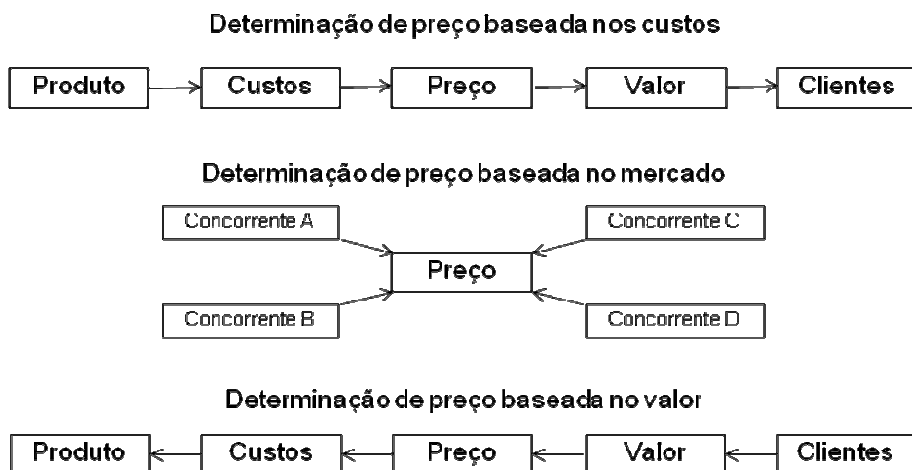 Determinação de preço baseada nos custos
Produto Custos Preço Valor Clientes
Determinação de preço baseada no mercado
Concorrente A Concorrente C
Preço
Concorrente B Concorrente D
Determinação de preço baseada no valor
Produto Custos Preço Valor Clientes